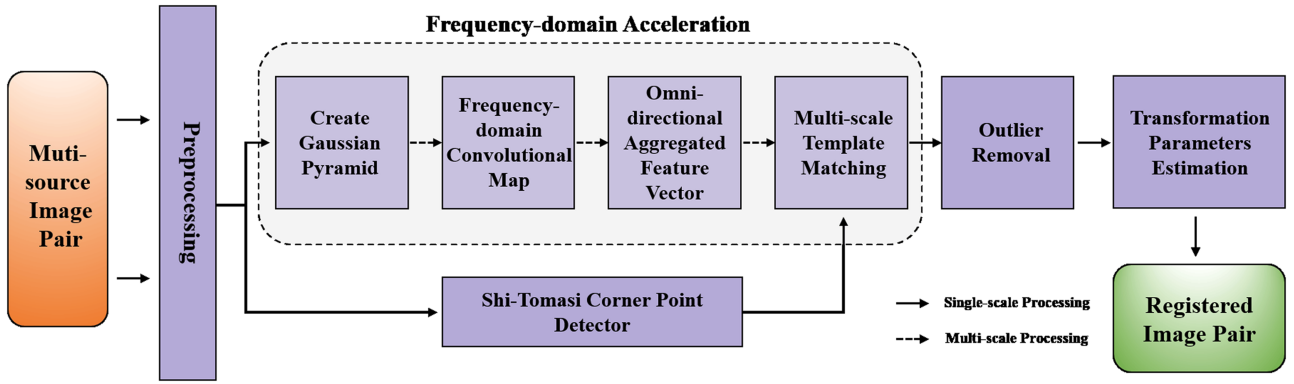 Frequency-domain Acceleration
Muti-
source
Image
Pair
Preprocessing
Create
Gaussian
Pyramid
Frequency-
domain
Convolutional
Map
Omni-
directional
Aggregated
Feature
Vector
Multi-scale
Template
Matching
Outlier
Removal
Transformation
Parameters
Estimation
Shi-Tomasi Corner Point
Detector
Single-scale Processing
Multi-scale Processing
Registered
Image Pair